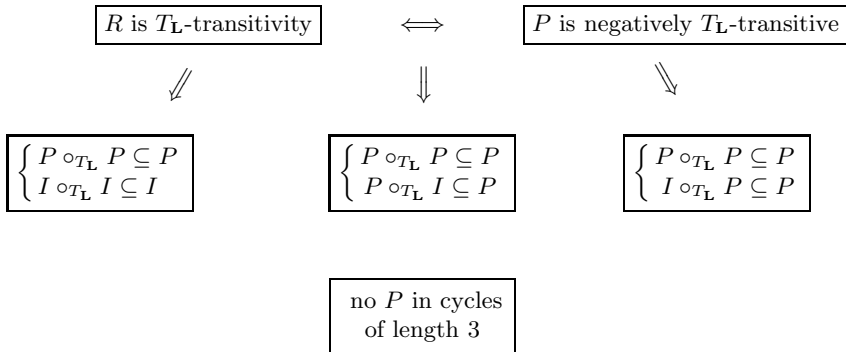 R is T_L-transitivity ⟺ P is negatively T_L-transitive
⇙ ⇓ ⇘
{ P ∘_{T_L} P ⊆ P
I ∘_{T_L} I ⊆ I
{ P ∘_{T_L} P ⊆ P
P ∘_{T_L} I ⊆ P
{ P ∘_{T_L} P ⊆ P
I ∘_{T_L} P ⊆ P
no P in cycles
of length 3